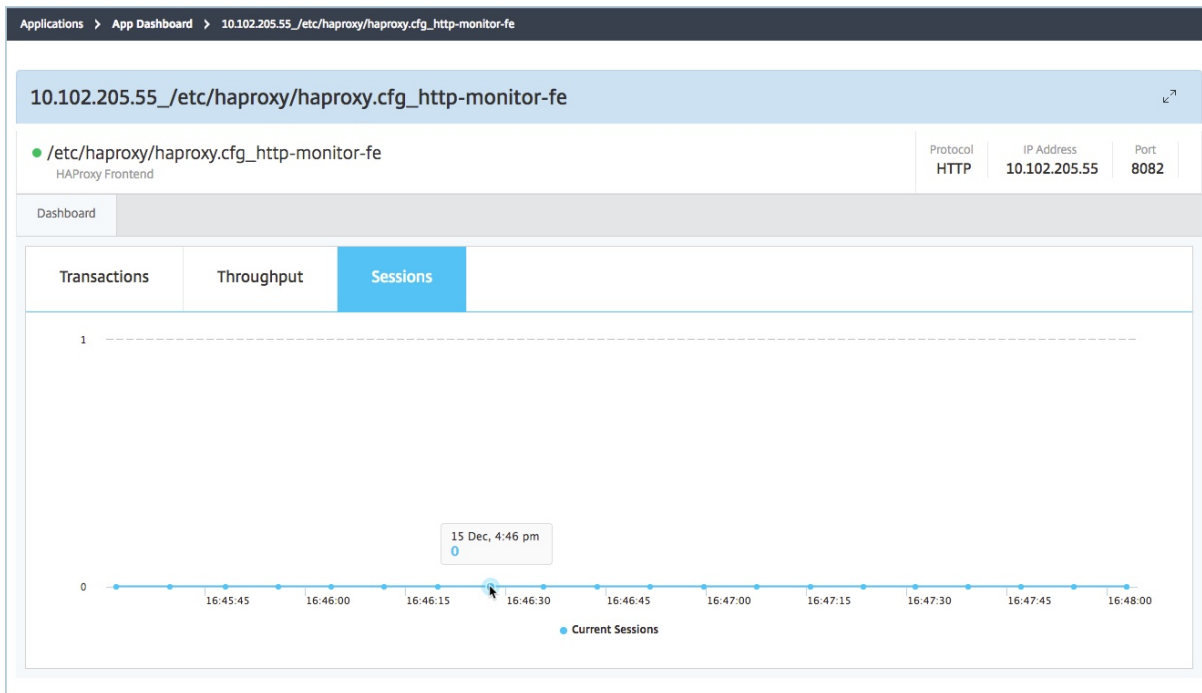 Applications > App Dashboard > 10.102.205.55_/etc/haproxy/haproxy.cfg_http-monitor-fe
10.102.205.55_/etc/haproxy/haproxy.cfg_http-monitor-fe
/etc/haproxy/haproxy.cfg_http-monitor-fe
HAProxy Frontend
Protocol IP Address Port
HTTP 10.102.205.55 8082
Dashboard
Transactions Throughput Sessions
1
15 Dec, 4:46 pm
0
0
16:45:45 16:46:00 16:46:15 16:46:30 16:46:45 16:47:00 16:47:15 16:47:30 16:47:45 16:48:00
Current Sessions